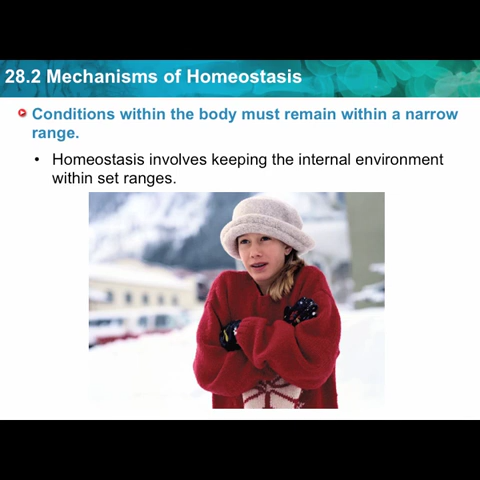 28.2 Mechanisms of Homeostasis
Conditions within the body must remain within a narrow
range.
• Homeostasis involves keeping the internal environment
within set ranges.